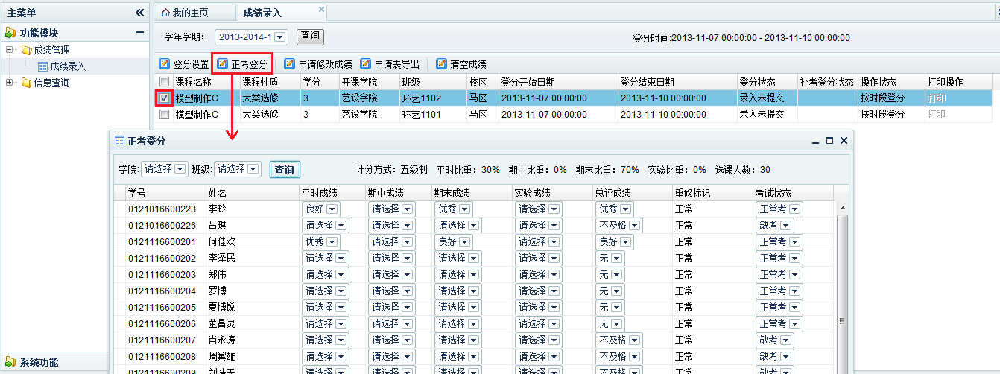 主菜单
功能模块
成绩管理
成绩录入
信息查询
系统功能
我的主页 成绩录入
学年学期： 2013-2014-1 查询 登分时间:2013-11-07 00:00:00 - 2013-11-10 00:00:00
登分设置 正考登分 申请修改成绩 申请表导出 清空成绩
课程名称 课程性质 学分 开课学院 班级 校区 登分开始日期 登分结束日期 登分状态 补考登分状态 操作状态 打印操作
模型制作C 大类选修 3 艺设学院 环艺1102 马区 2013-11-07 00:00:00 2013-11-10 00:00:00 录入未提交 按时段登分 打印
模型制作C 大类选修 3 艺设学院 环艺1101 马区 2013-11-07 00:00:00 2013-11-10 00:00:00 录入未提交 按时段登分 打印
正考登分
学院: 请选择 班级: 请选择 查询 计分方式：五级制 平时比重：30% 期中比重：0% 期末比重：70% 实验比重：0% 选课人数：30
学号 姓名 平时成绩 期中成绩 期末成绩 实验成绩 总评成绩 重修标记 考试状态
0121016600223 李玲 良好 请选择 优秀 请选择 优秀 正常 正常考
0121016600226 吕琪 请选择 请选择 请选择 请选择 不及格 正常 缺考
0121116600201 何佳欢 优秀 请选择 良好 请选择 良好 正常 正常考
0121116600202 李泽民 请选择 请选择 请选择 请选择 无 正常 正常考
0121116600203 郑伟 请选择 请选择 请选择 请选择 无 正常 正常考
0121116600204 罗博 请选择 请选择 请选择 请选择 无 正常 正常考
0121116600205 夏博锐 请选择 请选择 请选择 请选择 无 正常 正常考
0121116600206 董昌灵 请选择 请选择 请选择 请选择 无 正常 正常考
0121116600207 肖永涛 请选择 请选择 请选择 请选择 不及格 正常 缺考
0121116600208 周翼雄 请选择 请选择 请选择 请选择 不及格 正常 缺考
0121116600209 请选择 请选择 请选择 请选择 不及格 正常 缺考